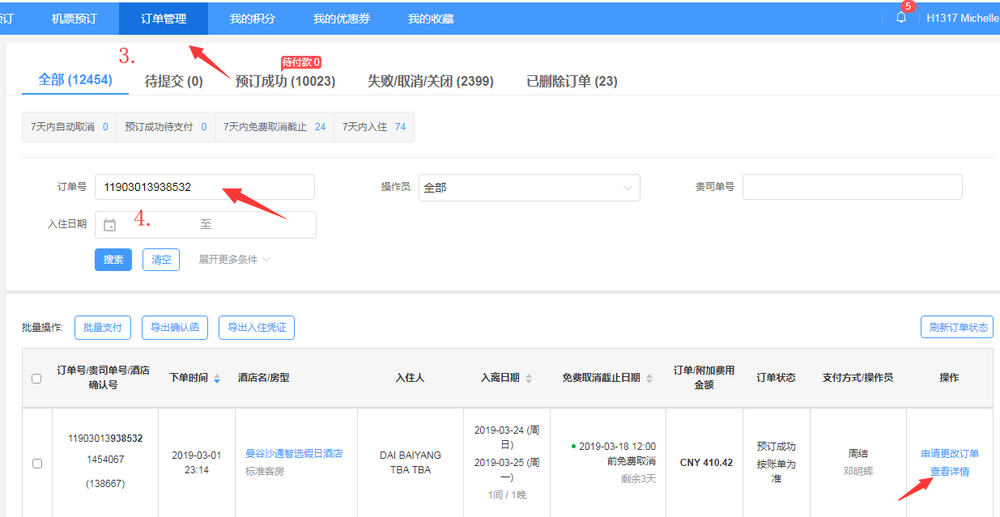 订 机票预订 订单管理 我的积分 我的优惠券 我的收藏 5 H1317 Michelle
3.
待付款 0
全部 (12454) 待提交 (0) 预订成功 (10023) 失败/取消/关闭 (2399) 已删除订单 (23)
7天内自动取消 0 预订成功待支付 0 7天内免费取消截止 24 7天内入住 74
订单号 11903013938532 操作员 全部 贵司单号
入住日期 4. 至
搜索 清空 展开更多条件
批量操作: 批量支付 导出确认函 导出入住凭证 刷新订单状态
订单号/贵司单号/酒店
确认号
下单时间
酒店名/房型
入住人
入离日期
免费取消截止日期
订单/附加费用
金额
订单状态
支付方式/操作员
操作
11903013938532
1454067
(138667)
2019-03-01
23:14
曼谷沙通智选假日酒店
标准客房
DAI BAIYANG
TBA TBA
2019-03-24 (周
日)
2019-03-25 (周
一)
1间 / 1晚
2019-03-18 12:00
前免费取消
剩余3天
CNY 410.42
预订成功
按账单为
准
周结
邓明辉
申请更改订单
查看详情